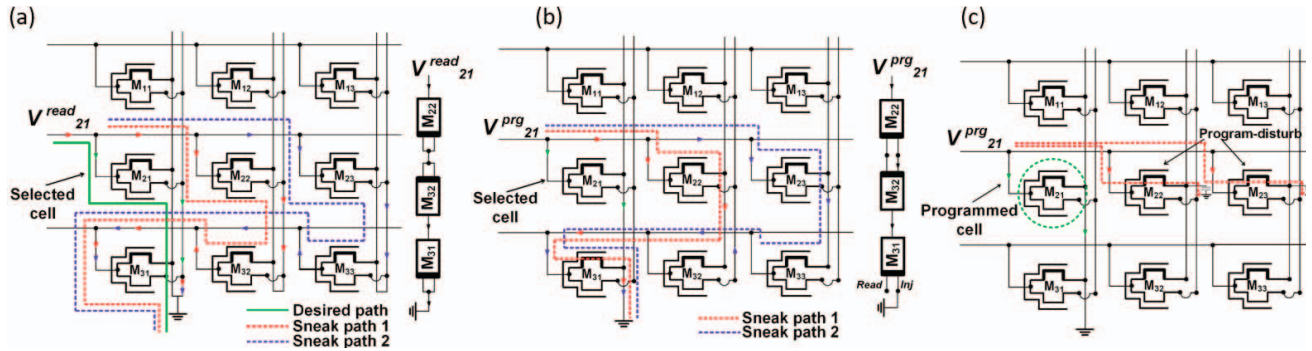 (a)
M11
M12
M13
V read 21
V read 21
M22
M21
M22
M23
Selected
cell
M32
M31
M32
M33
M31
Desired path
Sneak path 1
Sneak path 2
(b)
M11
M12
M13
V prg 21
V prg 21
M22
M21
M22
M23
Selected
cell
M32
M31
M32
M33
M31
Read
Inj
Sneak path 1
Sneak path 2
(c)
M11
M12
M13
V prg 21
Program-disturb
M21
M22
M23
Programmed
cell
M31
M32
M33